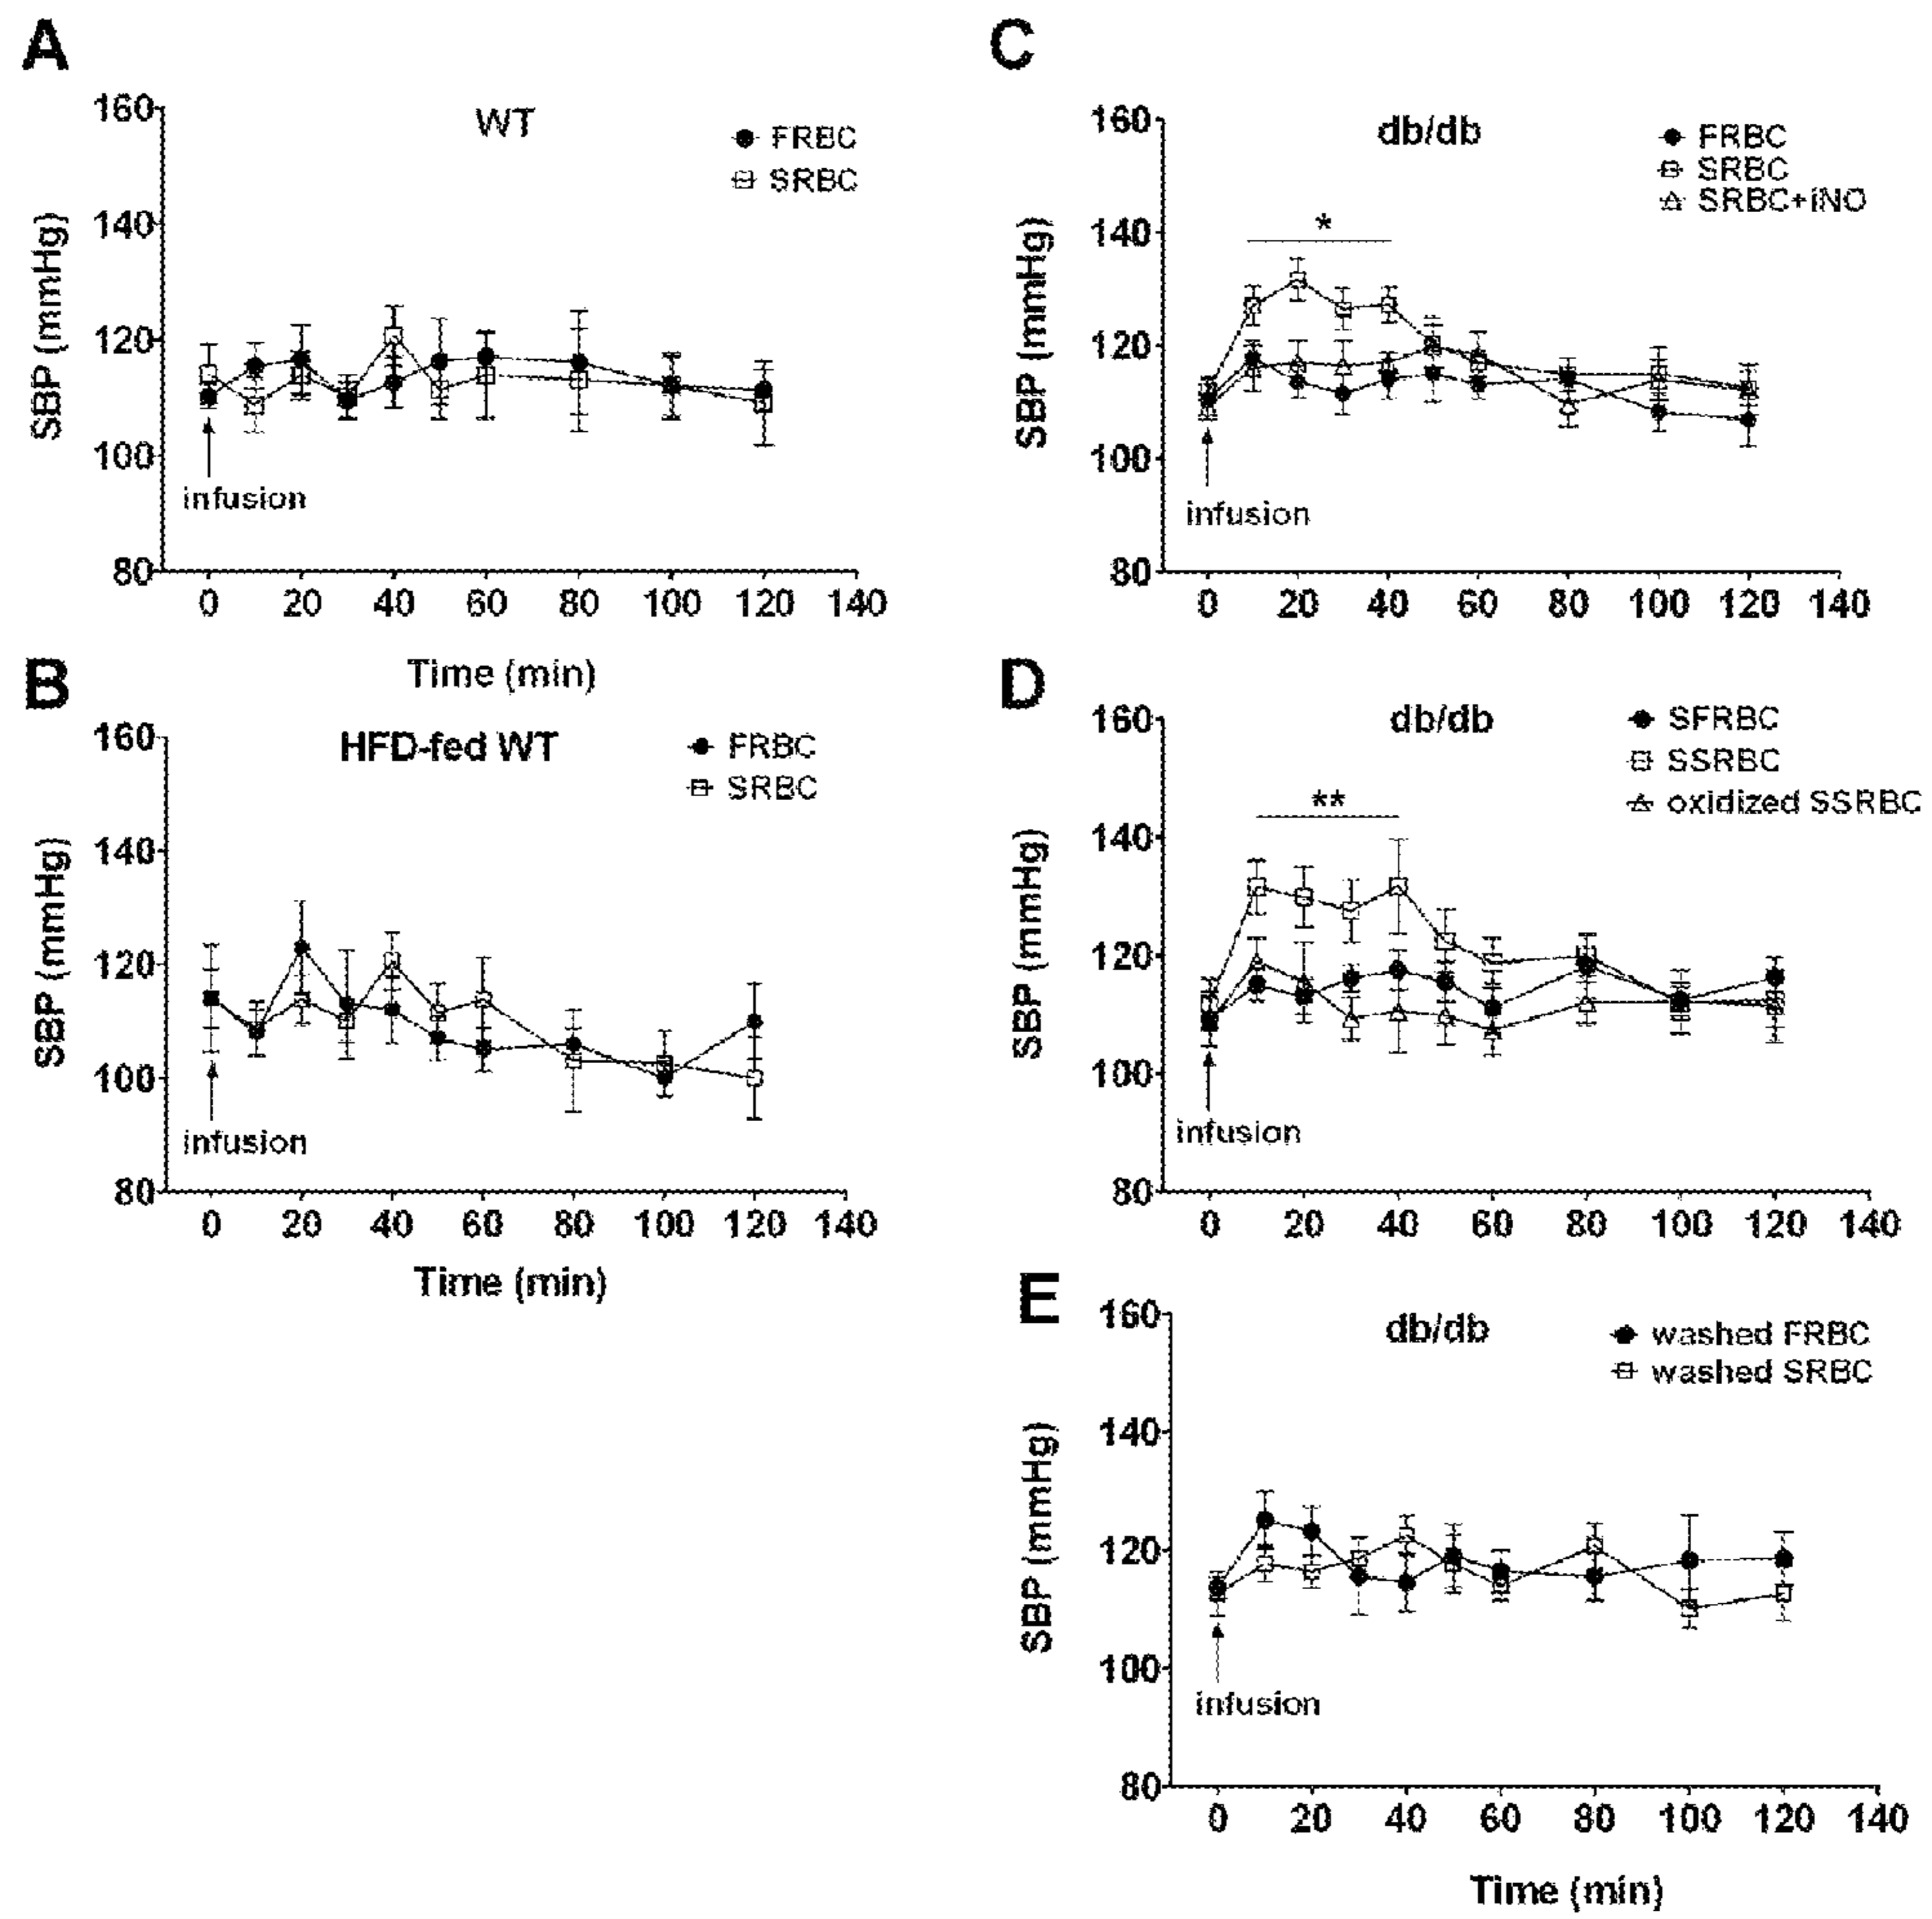 A
WT
FRBC
SRBC
160
140
120
100
80
SBP (mmHg)
infusion
0 20 40 60 80 100 120 140
Time (min)
B
HFD-fed WT
FRBC
SRBC
160
140
120
100
80
SBP (mmHg)
infusion
0 20 40 60 80 100 120 140
Time (min)
C
db/db
FRBC
SRBC
SRBC+iNO
*
160
140
120
100
80
SBP (mmHg)
infusion
0 20 40 60 80 100 120 140
D
db/db
SFRBC
SSRBC
oxidized SSRBC
**
160
140
120
100
80
SBP (mmHg)
infusion
0 20 40 60 80 100 120 140
E
db/db
washed FRBC
washed SRBC
160
140
120
100
80
SBP (mmHg)
infusion
0 20 40 60 80 100 120 140
Time (min)